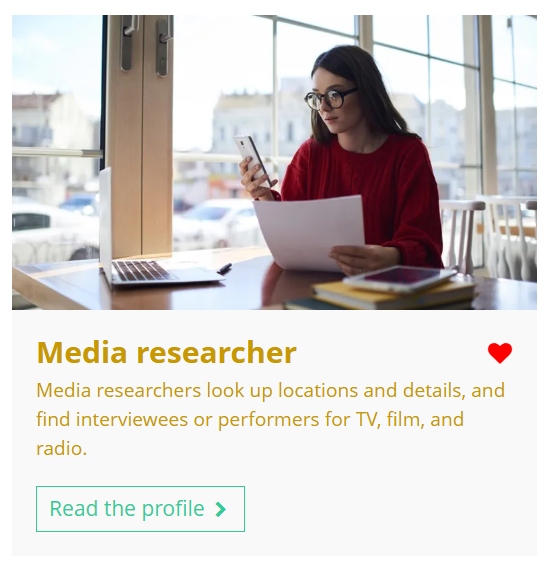 Media researcher
Media researchers look up locations and details, and
find interviewees or performers for TV, film, and
radio.
Read the profile